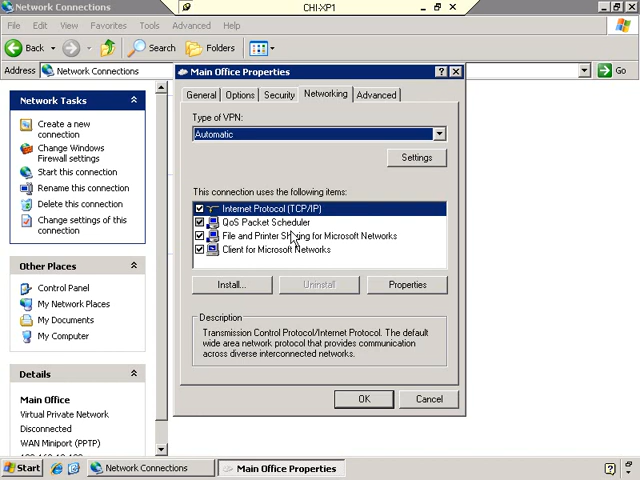 Network Connections
CHI-XP1
File Edit View Favorites Tools Advanced Help
Back Search Folders
Address Network Connections Go
Network Tasks
Create a new
connection
Change Windows
Firewall settings
Start this connection
Rename this connection
Delete this connection
Change settings of this
connection
Other Places
Control Panel
My Network Places
My Documents
My Computer
Details
Main Office
Virtual Private Network
Disconnected
WAN Miniport (PPTP)
Main Office Properties
General Options Security Networking Advanced
Type of VPN:
Automatic
Settings
This connection uses the following items:
Internet Protocol (TCP/IP)
QoS Packet Scheduler
File and Printer Sharing for Microsoft Networks
Client for Microsoft Networks
Install... Uninstall Properties
Description
Transmission Control Protocol/Internet Protocol. The default
wide area network protocol that provides communication
across diverse interconnected networks.
OK Cancel
Start Network Connections Main Office Properties